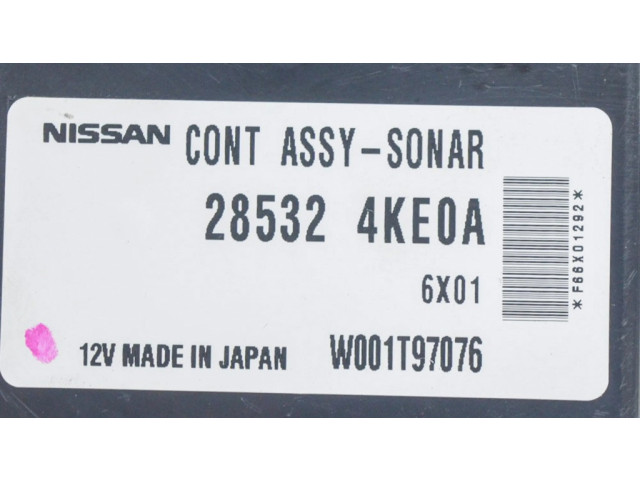 NISSAN CONT ASSY-SONAR
28532 4KE0A
6X01
12V MADE IN JAPAN W001T97076
*F66X01292*